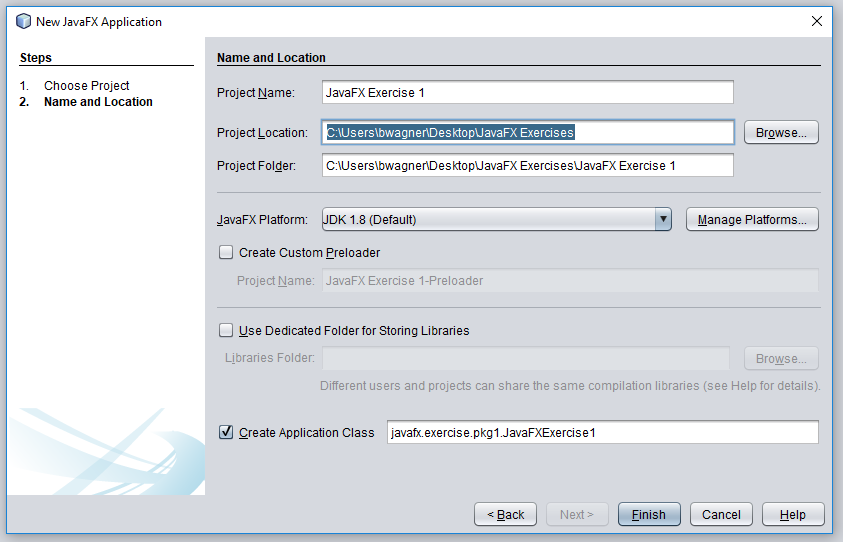 New JavaFX Application
Steps
1. Choose Project
2. Name and Location
Name and Location
Project Name: JavaFX Exercise 1
Project Location: C:\Users\bwagner\Desktop\JavaFX Exercises Browse...
Project Folder: C:\Users\bwagner\Desktop\JavaFX Exercises\JavaFX Exercise 1
JavaFX Platform: JDK 1.8 (Default) Manage Platforms...
Create Custom Preloader
Project Name: JavaFX Exercise 1-Preloader
Use Dedicated Folder for Storing Libraries
Libraries Folder: Browse...
Different users and projects can share the same compilation libraries (see Help for details).
Create Application Class javafx.exercise.pkg1.JavaFXExercise1
< Back Next > Finish Cancel Help